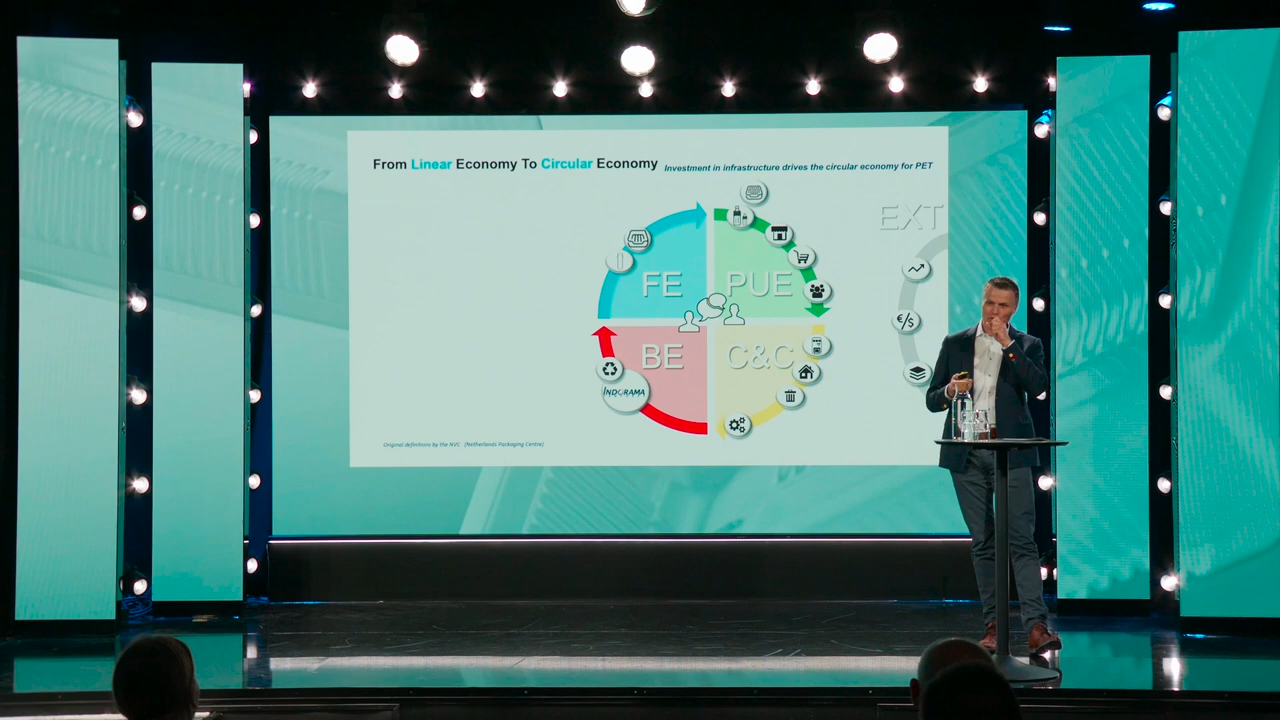 From Linear Economy To Circular Economy Investment in infrastructure drives the circular economy for PET
EXT
FE PUE
€/$
BE C&C
INDORAMA
Original definitions by the NVC (Netherlands Packaging Centre)